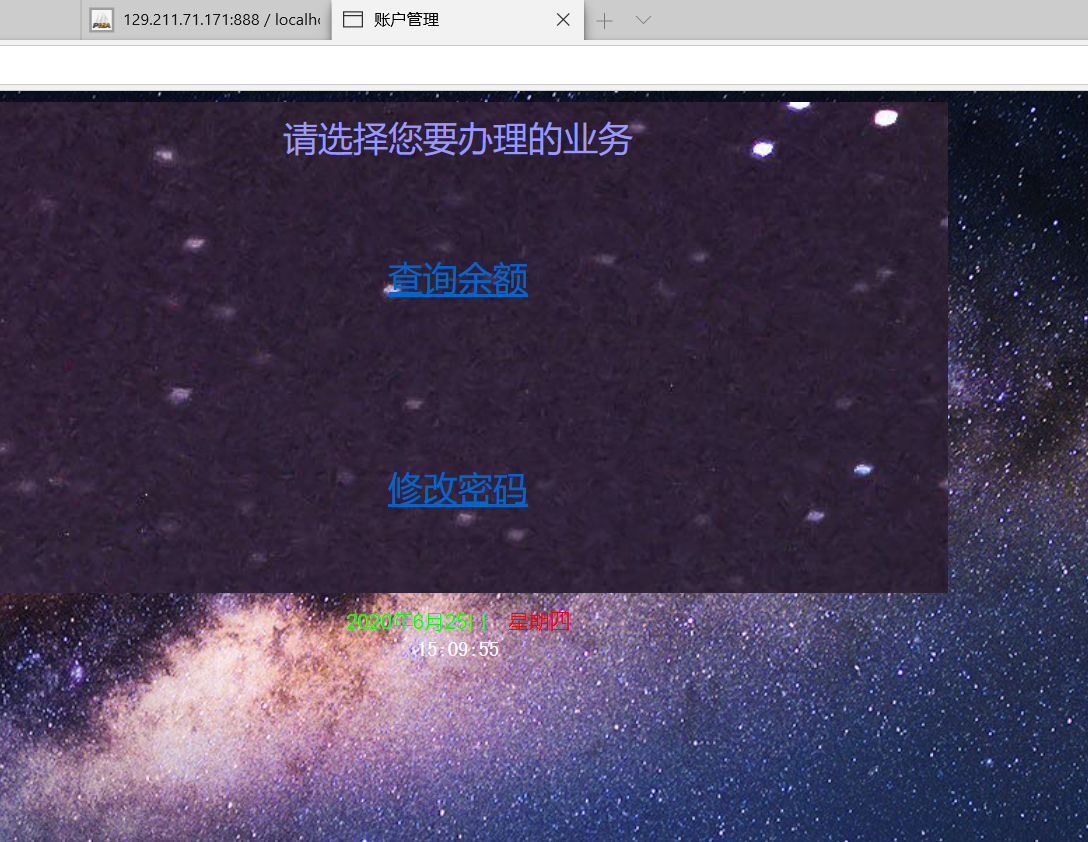 129.211.71.171:888 / localh
账户管理
请选择您要办理的业务
查询余额
修改密码
2020年6月25日 星期四
15:09:55